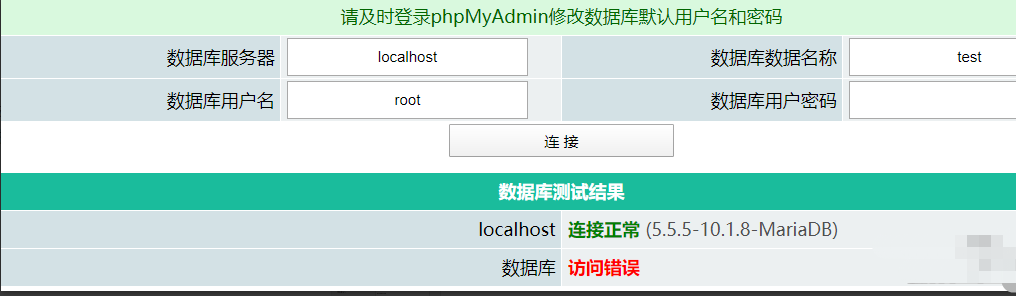 请及时登录phpMyAdmin修改数据库默认用户名和密码
数据库服务器 localhost 数据库数据名称 test
数据库用户名 root 数据库用户密码
连 接
数据库测试结果
localhost 连接正常 (5.5.5-10.1.8-MariaDB)
数据库 访问错误